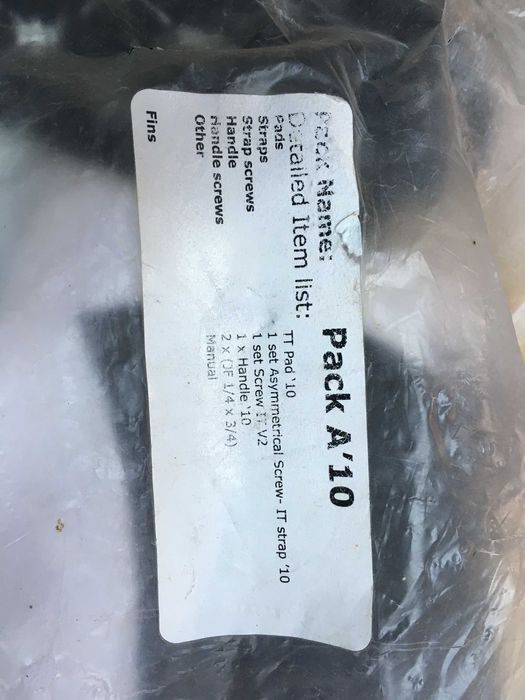 Pack Name: Pack A'10
Detailed Item list:
Pads TT Pad '10
Straps 1 set Asymmetrical Screw- IT strap '10
Strap screws 1 set Screw IT V2
Handle 1 x Handle '10
Handle screws 2 x (JF 1/4 x 3/4)
Other Manual
Fins